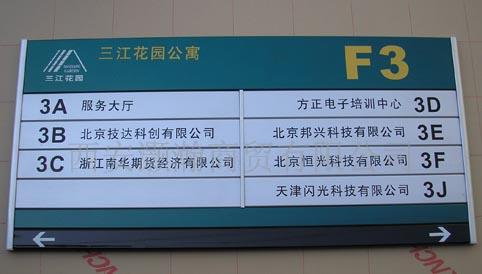 三江花园公寓
F3
三江花园
3A 服务大厅
方正电子培训中心 3D
3B 北京技达科创有限公司
北京邦兴科技有限公司 3E
3C 浙江南华期货经济有限公司
北京恒光科技有限公司 3F
天津闪光科技有限公司 3J